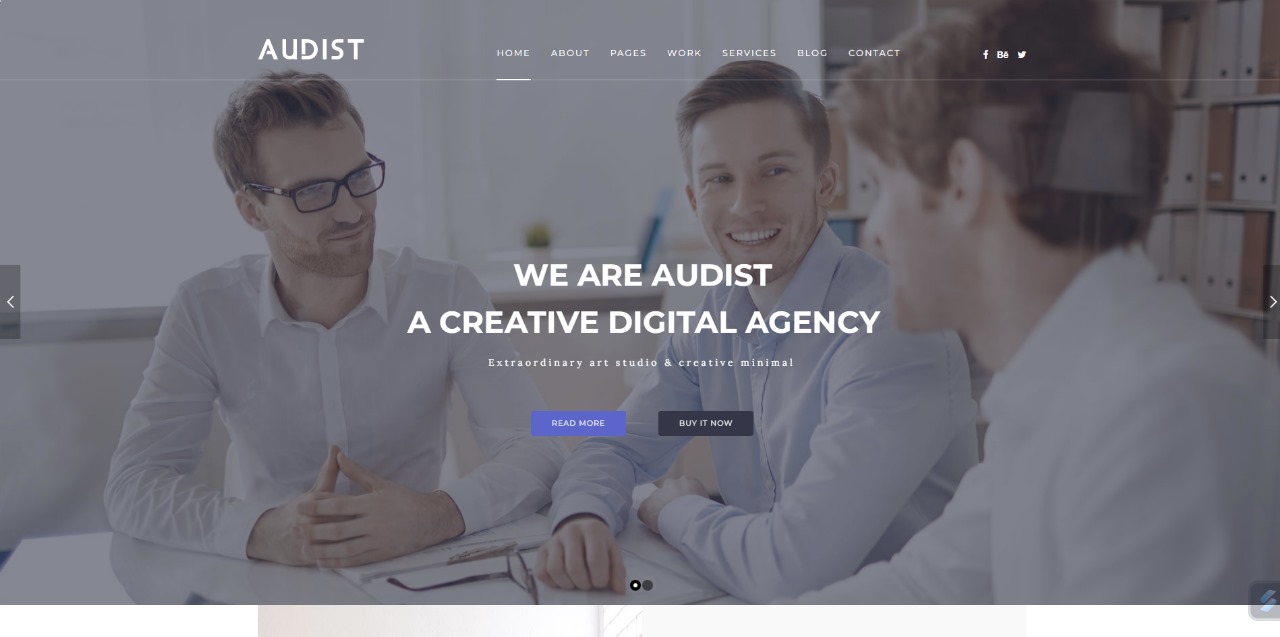 AUDIST
HOME ABOUT PAGES WORK SERVICES BLOG CONTACT
Bē
WE ARE AUDIST
A CREATIVE DIGITAL AGENCY
Extraordinary art studio & creative minimal
READ MORE BUY IT NOW